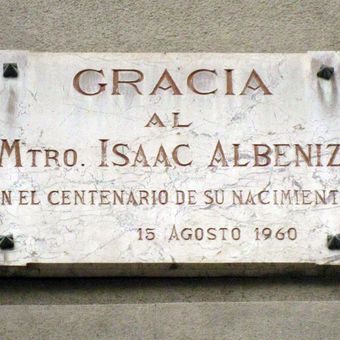 GRACIA
AL
MTRO. ISAAC ALBENIZ
N EL CENTENARIO DE SU NACIMIENT
15 AGOSTO 1960